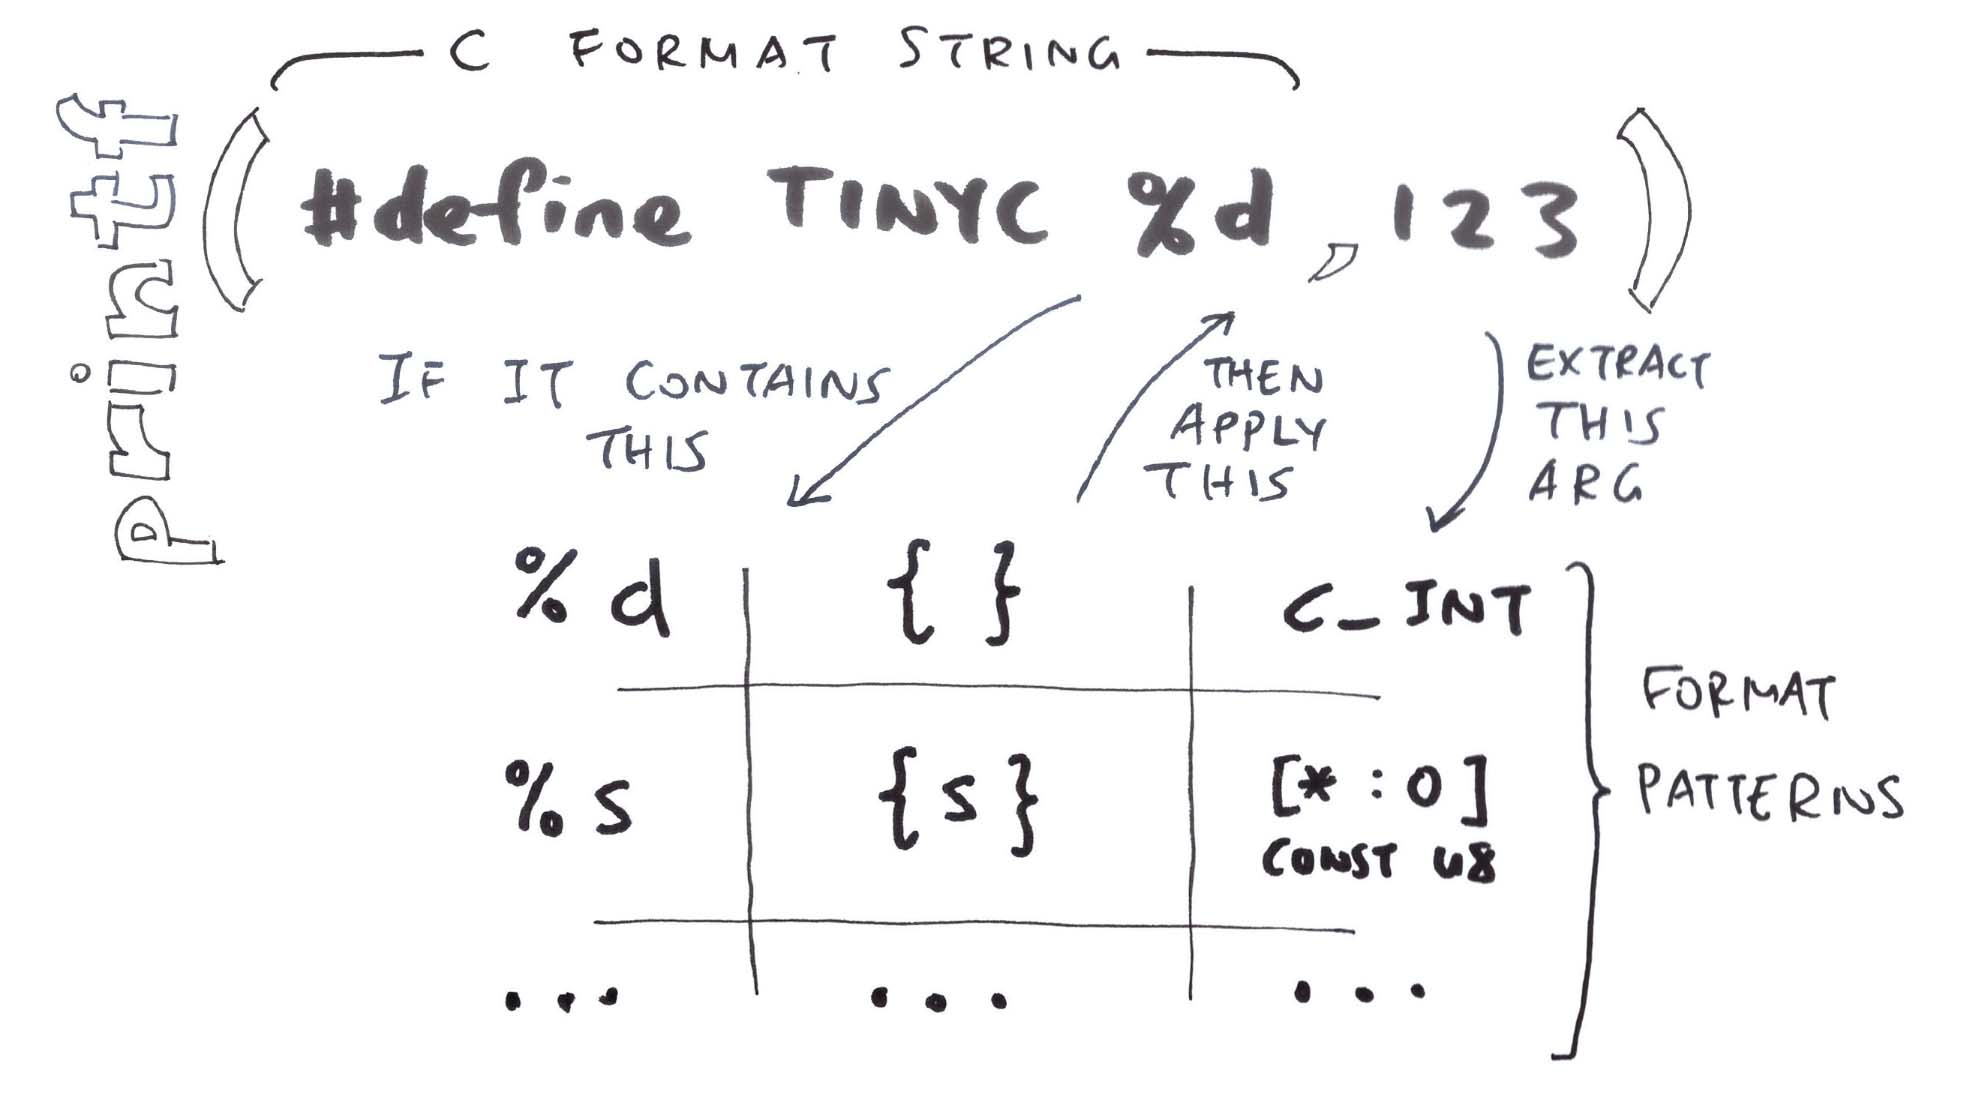 C FORMAT STRING
printf
( #define TINYC %d , 123 )
IF IT CONTAINS
THIS
THEN
APPLY
THIS
EXTRACT
THIS
ARG
%d { } C_INT
%s {s} [*:0]
CONST u8
... ... ...
FORMAT
PATTERNS